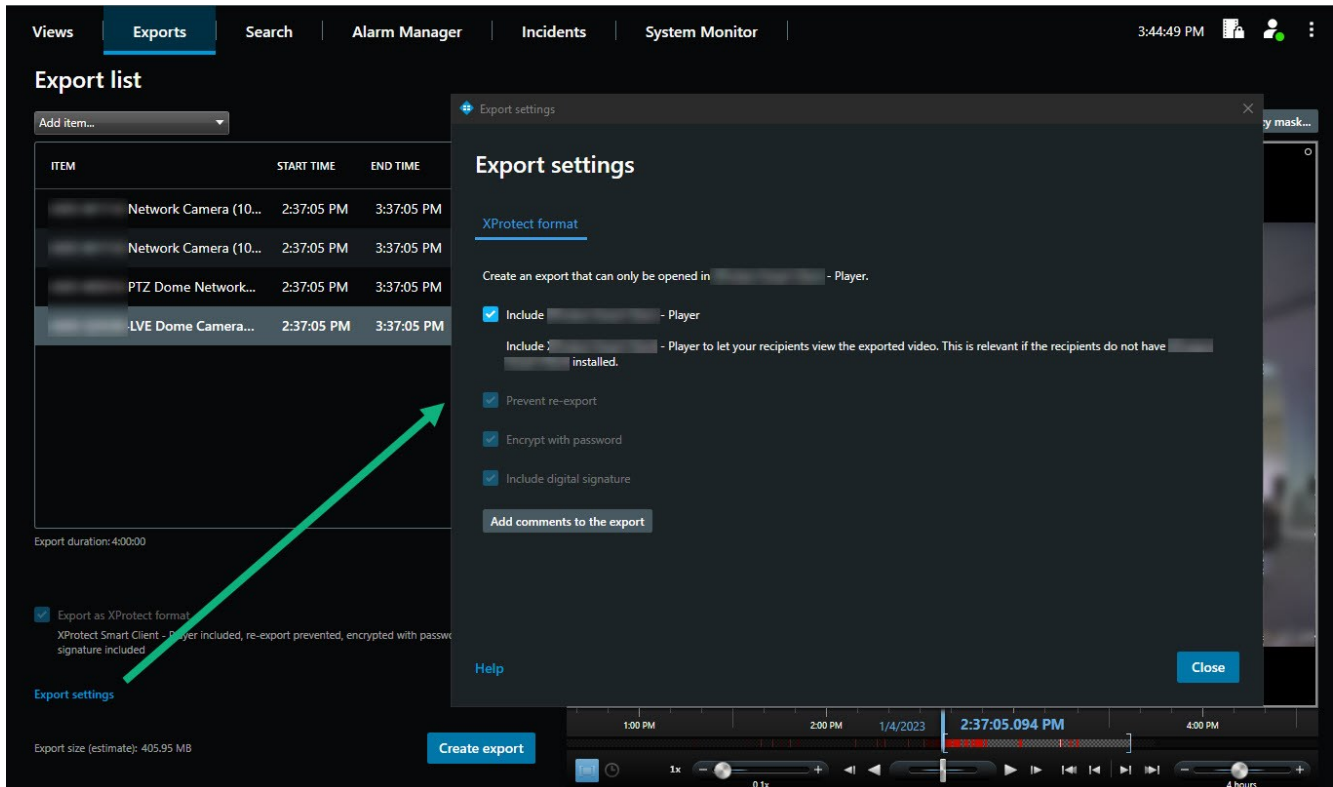 Views Exports Search Alarm Manager Incidents System Monitor 3:44:49 PM
Export list
Add item...
ITEM START TIME END TIME
Network Camera (10... 2:37:05 PM 3:37:05 PM
Network Camera (10... 2:37:05 PM 3:37:05 PM
PTZ Dome Network... 2:37:05 PM 3:37:05 PM
-LVE Dome Camera... 2:37:05 PM 3:37:05 PM
Export duration: 4:00:00
Export as XProtect format
XProtect Smart Client - Player included, re-export prevented, encrypted with
signature included
Export settings
Export size (estimate): 405.95 MB
Create export
Export settings
mask...
Export settings
XProtect format
Create an export that can only be opened in - Player.
Include - Player
Include - Player to let your recipients view the exported video. This is relevant if the recipients do not have
installed.
Prevent re-export
Encrypt with password
Include digital signature
Add comments to the export
Help
Close
1:00 PM 2:00 PM 1/4/2023 2:37:05.094 PM 4:00 PM
1x
0.1x
4 hours